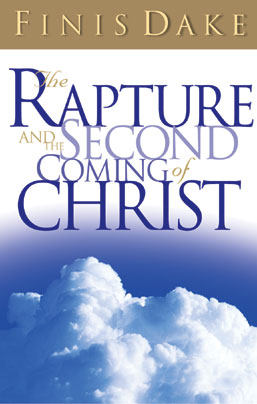 FINIS DAKE
The
RAPTURE
AND THE SECOND
COMING of
CHRIST